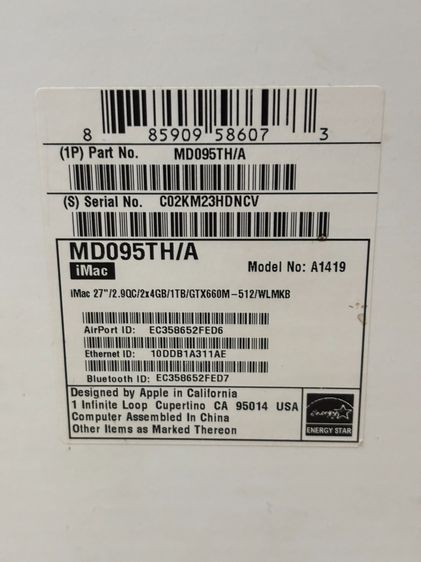 8 85909 58607 3
(1P) Part No. MD095TH/A
(S) Serial No. C02KM23HDNCV
MD095TH/A
iMac
Model No: A1419
iMac 27"/2.9QC/2x4GB/1TB/GTX660M-512/WLMKB
AirPort ID: EC358652FED6
Ethernet ID: 10DDB1A311AE
Bluetooth ID: EC358652FED7
Designed by Apple in California
1 Infinite Loop Cupertino CA 95014 USA
Computer Assembled In China
Other Items as Marked Thereon
energy
ENERGY STAR